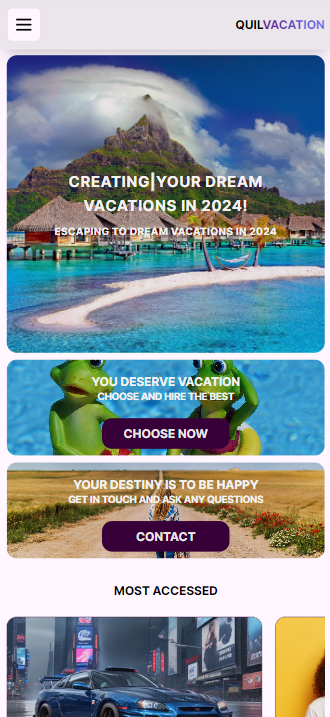 QUILVACATION
CREATING|YOUR DREAM
VACATIONS IN 2024!
ESCAPING TO DREAM VACATIONS IN 2024
YOU DESERVE VACATION
CHOOSE AND HIRE THE BEST
CHOOSE NOW
YOUR DESTINY IS TO BE HAPPY
GET IN TOUCH AND ASK ANY QUESTIONS
CONTACT
MOST ACCESSED